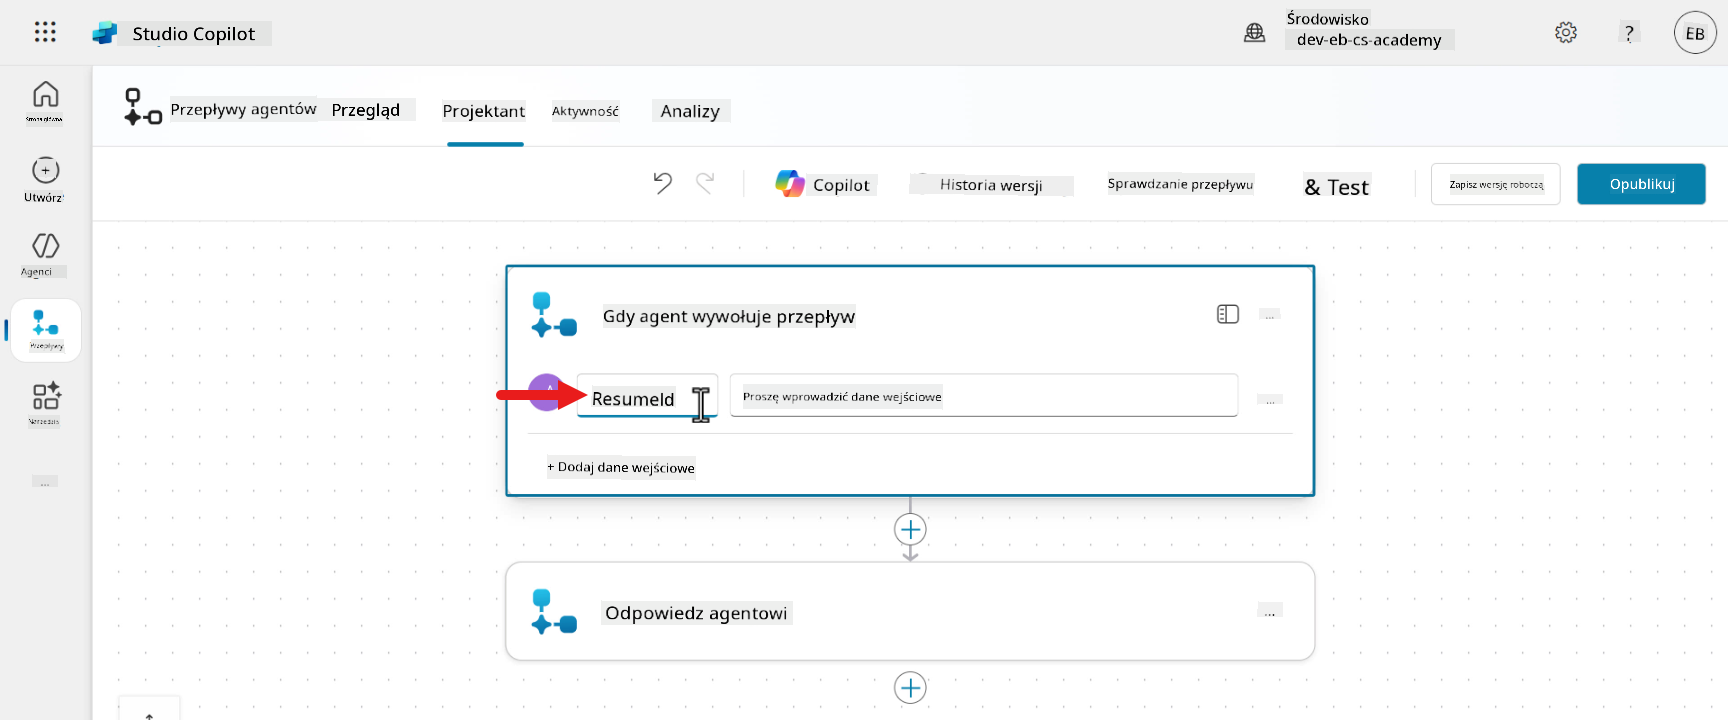 Studio Copilot
Środowisko
dev-eb-cs-academy
?
EB
Strona główna
Utwórz
Agenci
Przepływy
Narzędzia
...
Przepływy agentów
Przegląd
Projektant
Aktywność
Analizy
Copilot
Historia wersji
Sprawdzanie przepływu
& Test
Zapisz wersję roboczą
Opublikuj
Gdy agent wywołuje przepływ
...
Resumeld
Proszę wprowadzić dane wejściowe
...
+ Dodaj dane wejściowe
Odpowiedz agentowi
...